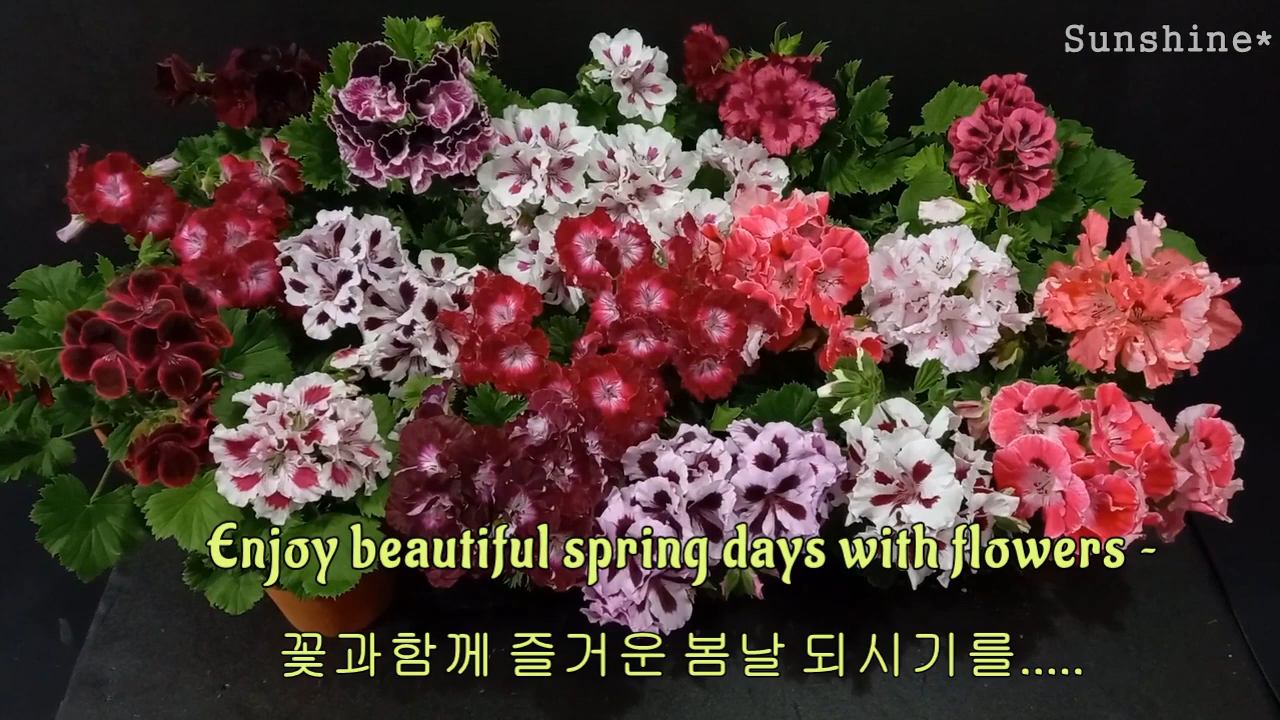 Sunshine*
Enjoy beautiful spring days with flowers -
꽃과함께 즐거운 봄날 되시기를.....